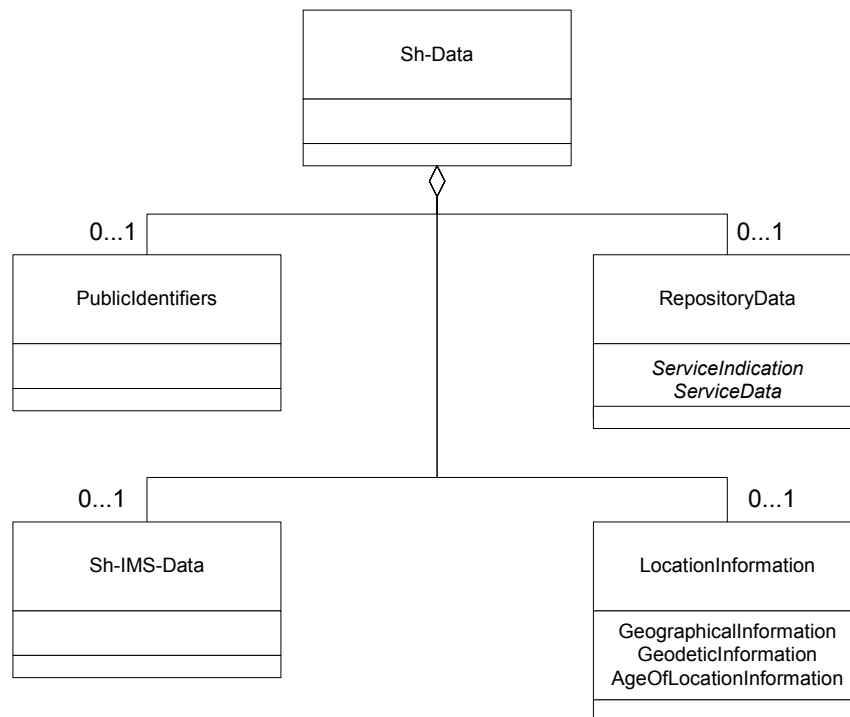 Sh-Data
0...1
0...1
PublicIdentifiers
RepositoryData
ServiceIndication
ServiceData
0...1
0...1
Sh-IMS-Data
LocationInformation
GeographicalInformation
GeodeticInformation
AgeOfLocationInformation